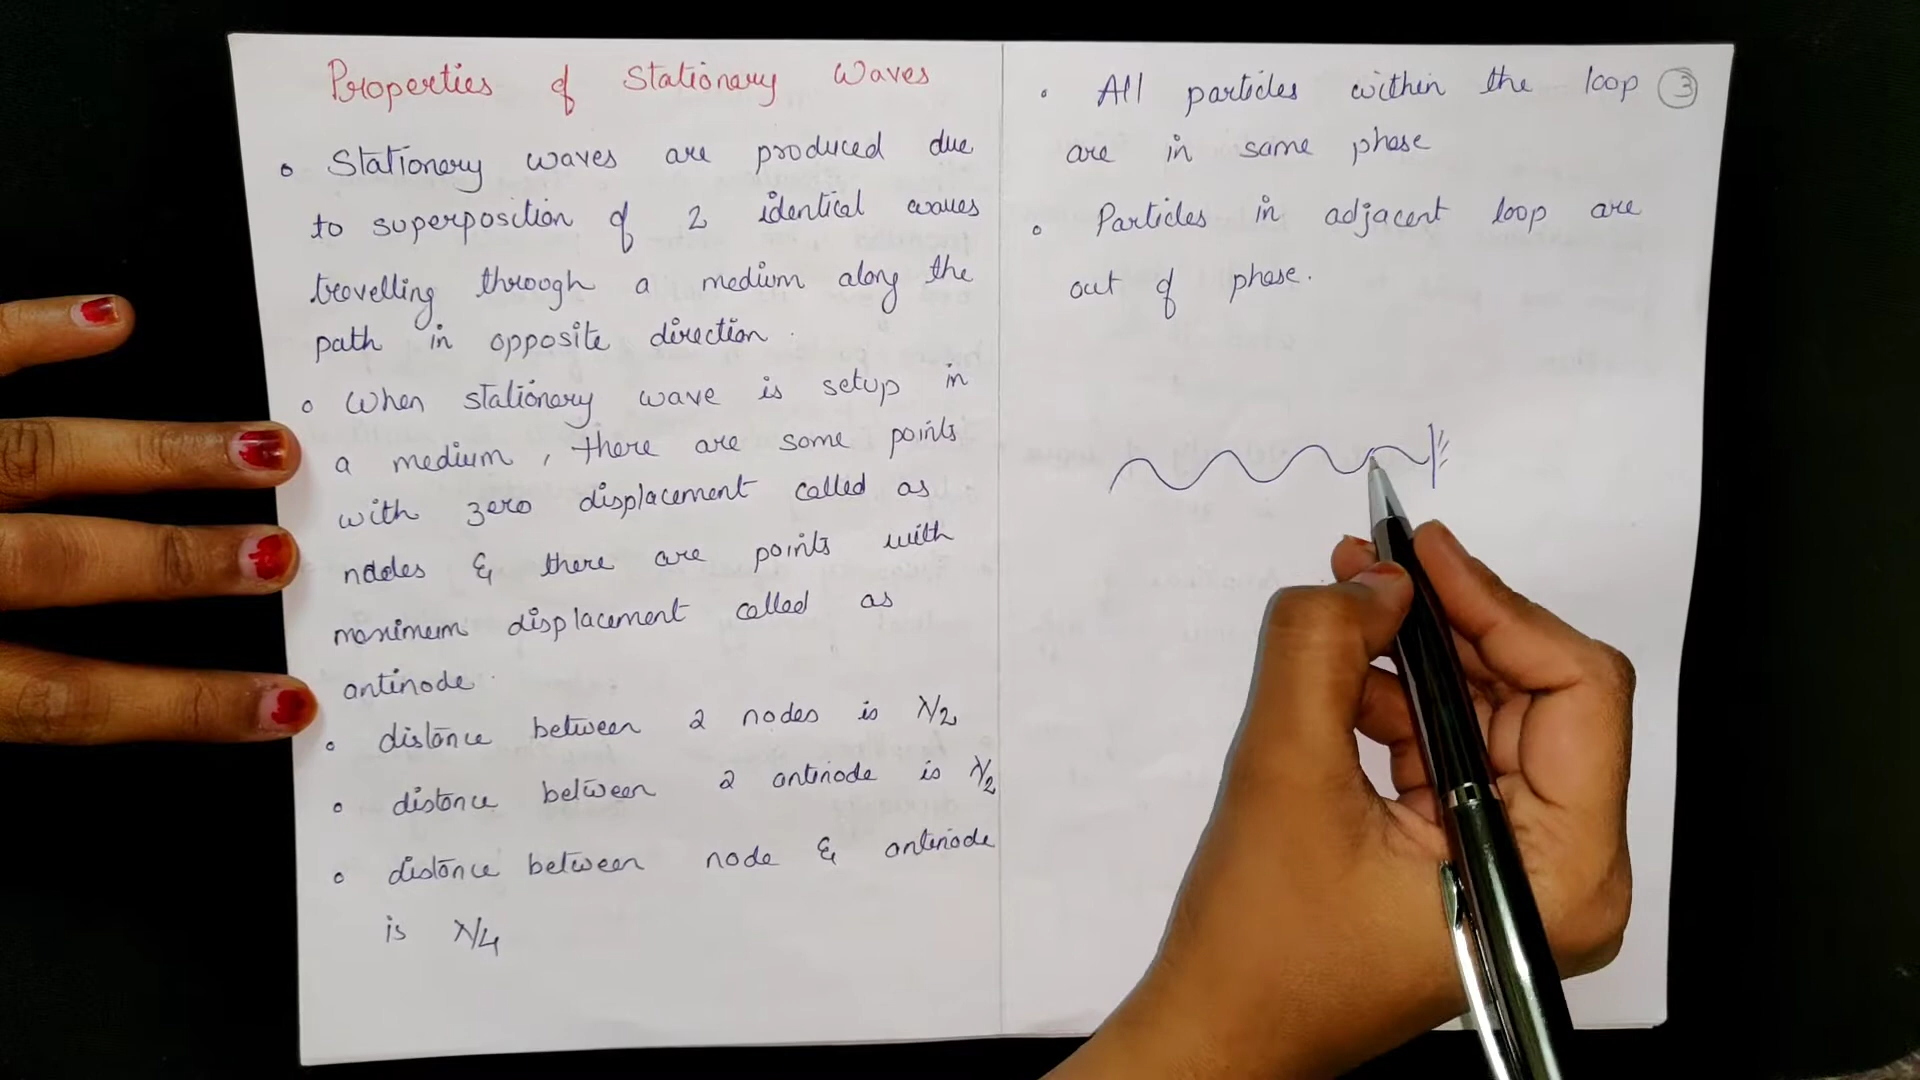 Properties of Stationary Waves
• Stationary waves are produced due
to superposition of 2 identical waves
travelling through a medium along the
path in opposite direction.
• When stationary wave is setup in
a medium, there are some points
with zero displacement called as
nodes & there are points with
maximum displacement called as
antinode.
• distance between 2 nodes is λ/2
• distance between 2 antinode is λ/2
• distance between node & antinode
is λ/4
• All particles within the loop
are in same phase
• Particles in adjacent loop are
out of phase.
3